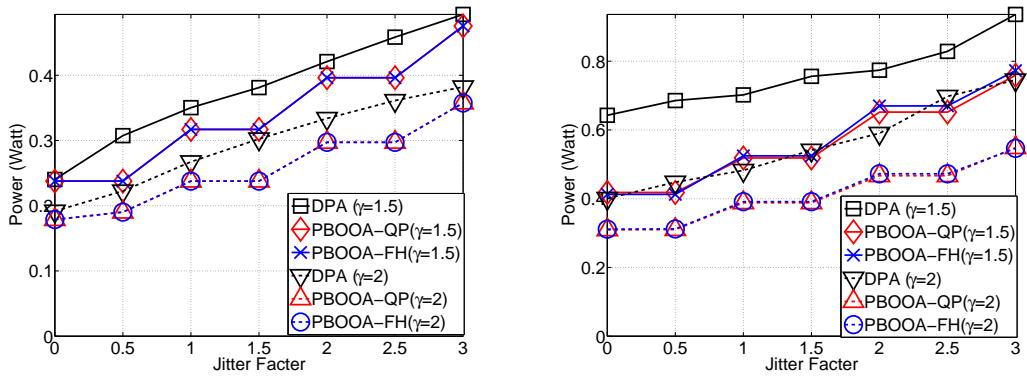 0.4
0.3
0.2
0.1
0
Power (Watt)
0
0.5
1
1.5
2
2.5
3
Jitter Facter
DPA (γ=1.5)
PBOOA−QP(γ=1.5)
PBOOA−FH(γ=1.5)
DPA (γ=2)
PBOOA−QP(γ=2)
PBOOA−FH(γ=2)
0.8
0.6
0.4
0.2
0
Power (Watt)
0
0.5
1
1.5
2
2.5
3
Jitter Facter
DPA (γ=1.5)
PBOOA−QP(γ=1.5)
PBOOA−FH(γ=1.5)
DPA (γ=2)
PBOOA−QP(γ=2)
PBOOA−FH(γ=2)